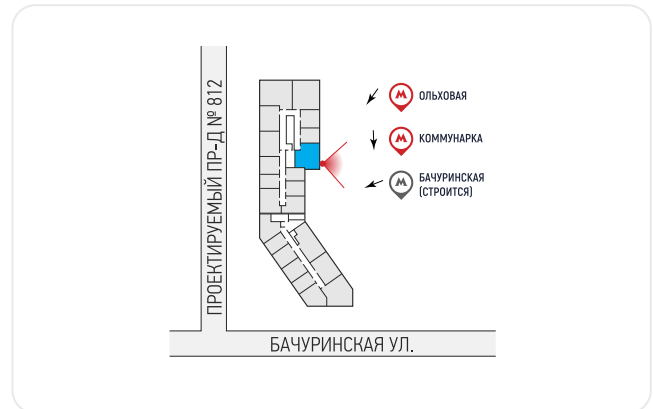 ПРОЕКТИРУЕМЫЙ ПР-Д № 812
М ОЛЬХОВАЯ
М КОММУНАРКА
М БАЧУРИНСКАЯ
(СТРОИТСЯ)
БАЧУРИНСКАЯ УЛ.